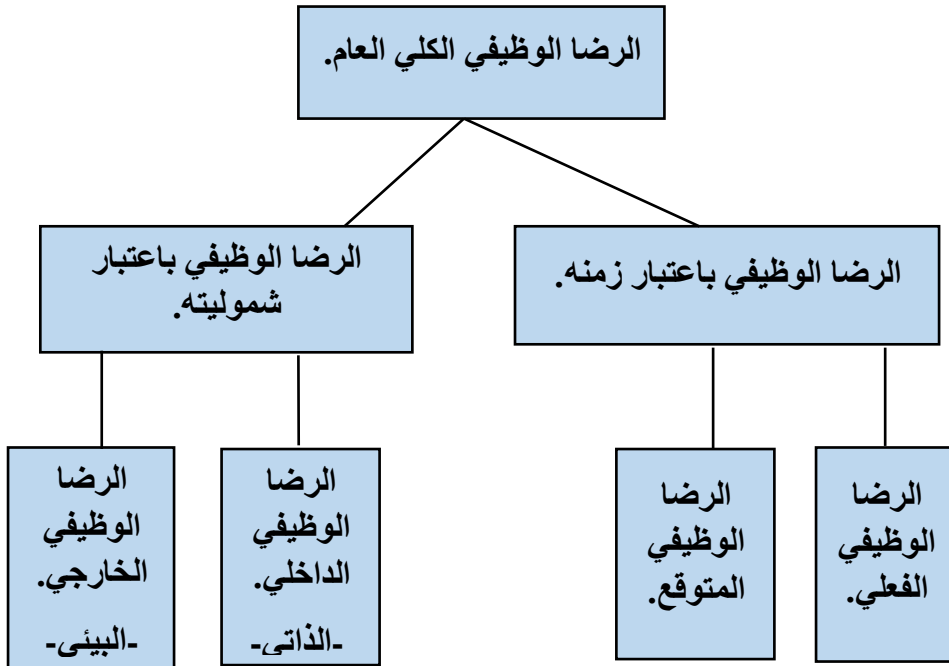 الرضا الوظيفي الكلي العام.
الرضا الوظيفي باعتبار زمنه.
الرضا الوظيفي باعتبار
شموليته.
الرضا
الوظيفي
الفعلي.
الرضا
الوظيفي
المتوقع.
الرضا
الوظيفي
الداخلي.
-الذاتي-
الرضا
الوظيفي
الخارجي.
-البيئي-